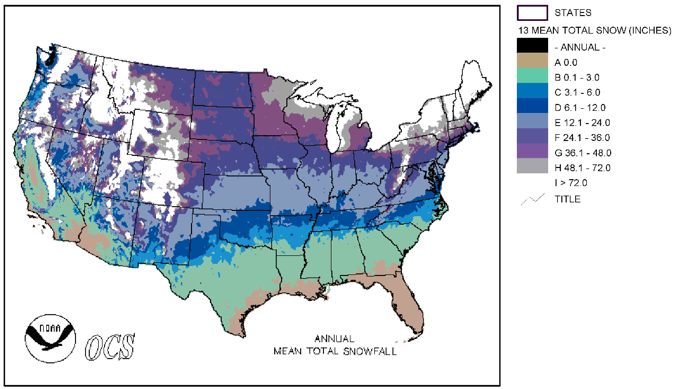 STATES
13 MEAN TOTAL SNOW (INCHES)
- ANNUAL -
A 0.0
B 0.1 - 3.0
C 3.1 - 6.0
D 6.1 - 12.0
E 12.1 - 24.0
F 24.1 - 36.0
G 36.1 - 48.0
H 48.1 - 72.0
I > 72.0
TITLE
NOAA
OCS
ANNUAL
MEAN TOTAL SNOWFALL